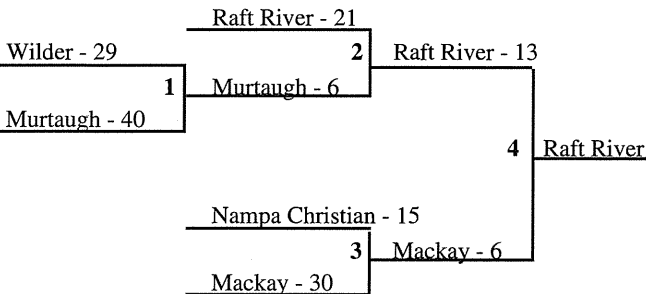 Raft River - 21
Wilder - 29
2
Raft River - 13
1
Murtaugh - 6
Murtaugh - 40
4
Raft River
Nampa Christian - 15
3
Mackay - 6
Mackay - 30